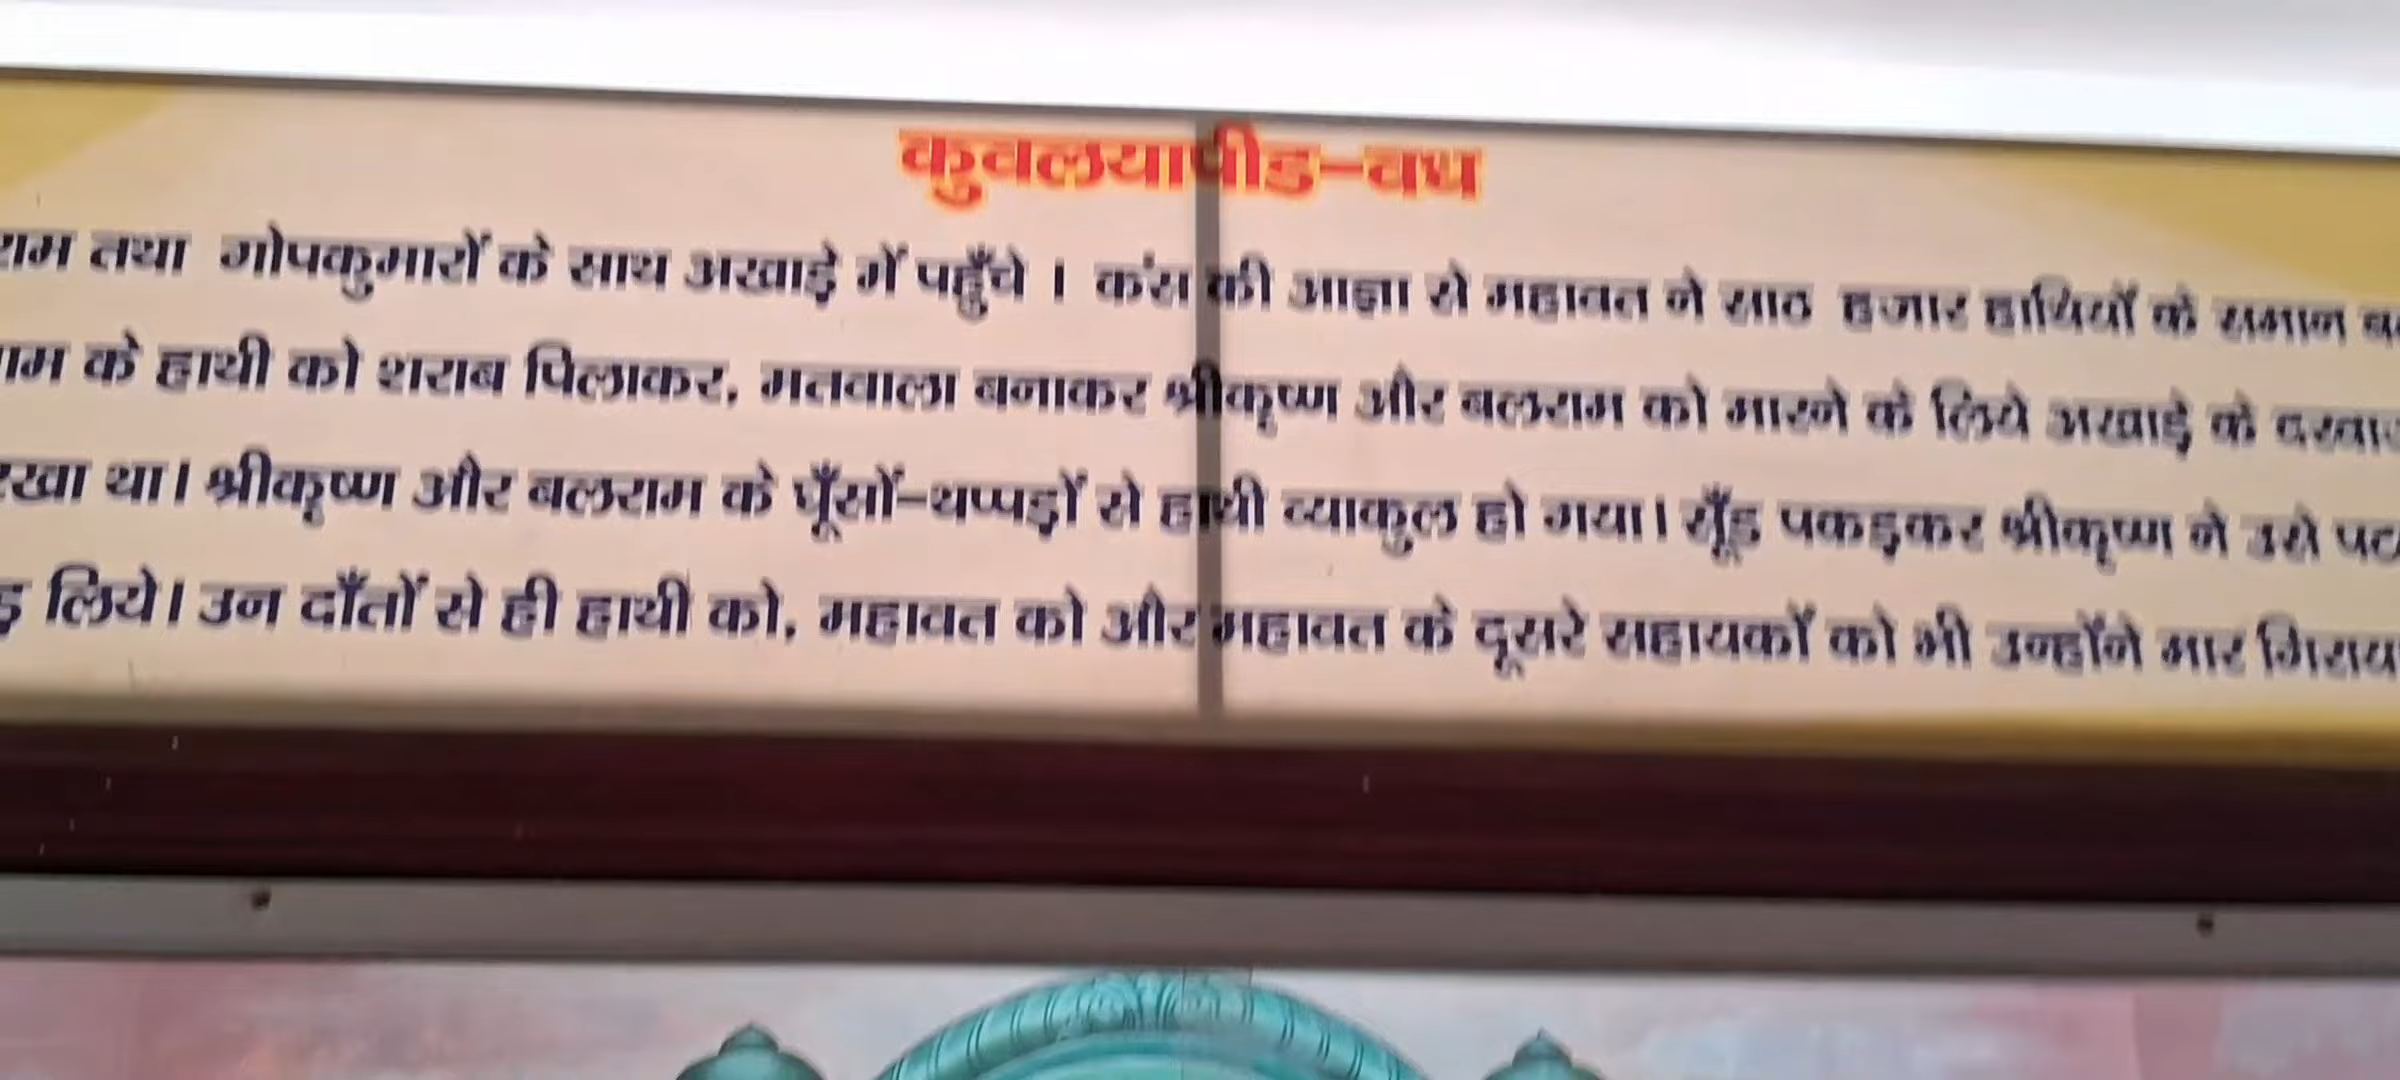 कुवलयापीड-वध
तथा गोपकुमारों के साथ अखाड़े में पहुँचे । कंस की आज्ञा से महावत ने साठ हजार हाथियों के समान
के हाथी को शराब पिलाकर, मतवाला बनाकर श्रीकृष्ण और बलराम को मारने के लिये अखाड़े के
था। श्रीकृष्ण और बलराम के घूँसों-थप्पड़ों से हाथी व्याकुल हो गया। सूँड़ पकड़कर श्रीकृष्ण ने उसे
लिये। उन दाँतों से ही हाथी को, महावत को और महावत के दूसरे सहायकों को भी उन्होंने मार